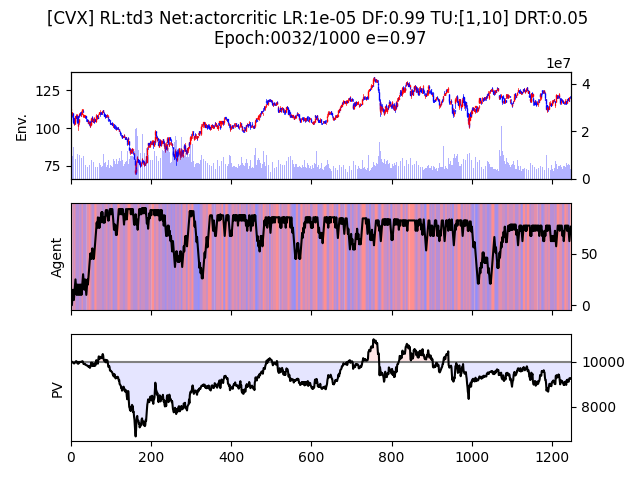 [CVX] RL:td3 Net:actorcritic LR:1e-05 DF:0.99 TU:[1,10] DRT:0.05
Epoch:0032/1000 e=0.97
1e7
Env.
125
100
75
4
2
0
Agent
50
0
PV
10000
8000
0
200
400
600
800
1000
1200